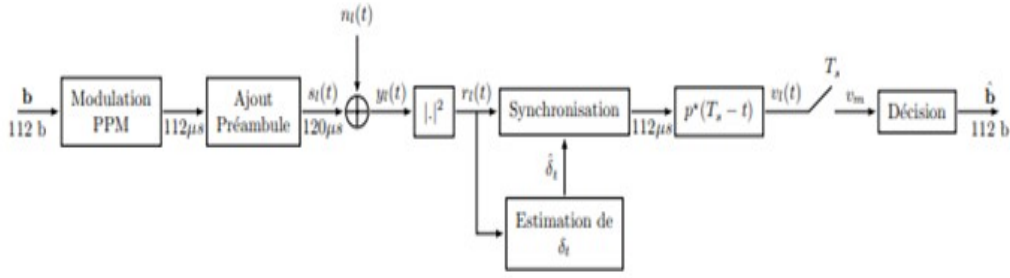 n_l(t)
b
112 b
Modulation
PPM
112μs
Ajout
Préambule
s_l(t)
120μs
y_l(t)
|.|²
r_l(t)
Synchronisation
112μs
p*(T_s − t)
v_l(t)
T_s
v_m
Décision
b̂
112 b
δ̂_t
Estimation de
δ_t